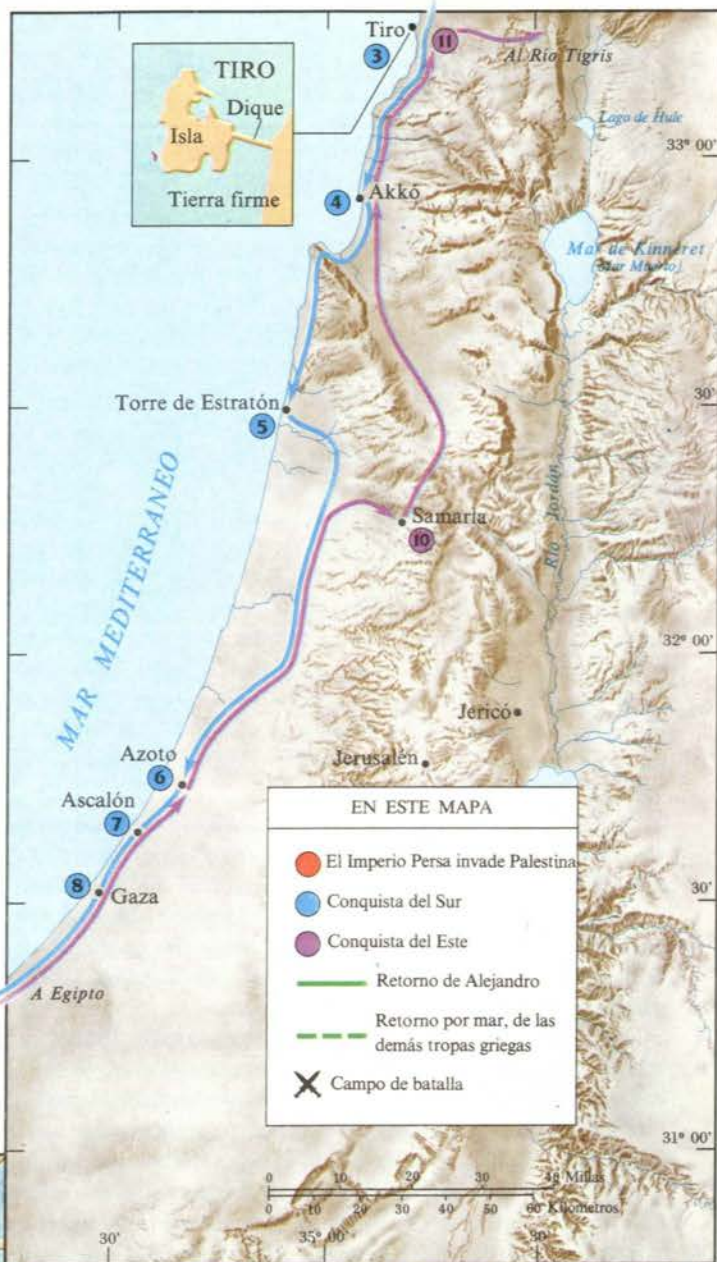 Tiro
3
11
Al Río Tigris
TIRO
Dique
Isla
Tierra firme
Lago de Hule
33° 00'
4
Akkó
Mar de Kinneret
(Mar Muerto)
Torre de Estratón
5
30'
MAR MEDITERRANEO
Río Jordán
Samaria
10
32° 00'
Jericó
Jerusalén
Azoto
6
Ascalón
7
8
Gaza
A Egipto
30'
EN ESTE MAPA
El Imperio Persa invade Palestina
Conquista del Sur
Conquista del Este
Retorno de Alejandro
Retorno por mar, de las
demás tropas griegas
Campo de batalla
31° 00'
0 10 20 30 40 Millas
0 10 20 30 40 50 60 Kilómetros
30'
35° 00'
30'